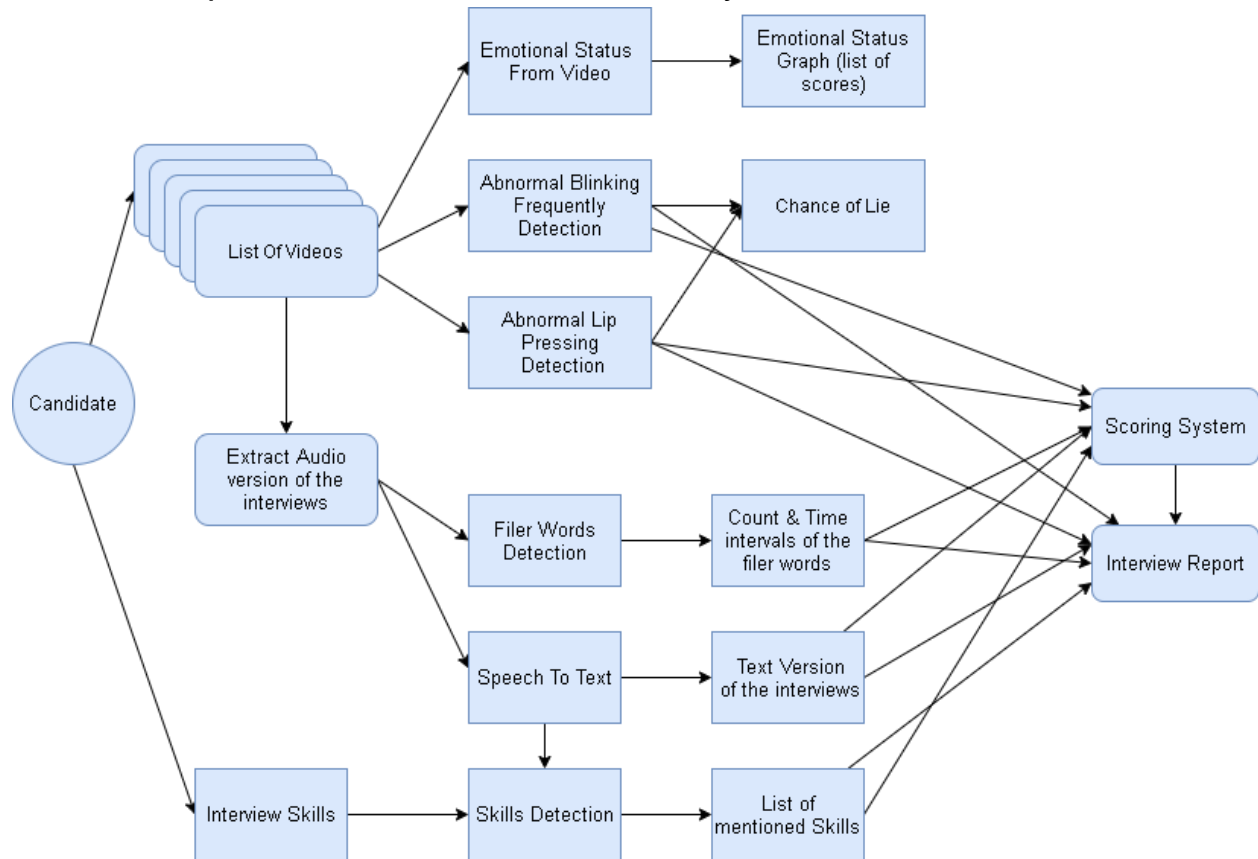 Emotional Status
From Video
Emotional Status
Graph (list of
scores)
Abnormal Blinking
Frequently
Detection
Chance of Lie
List Of Videos
Abnormal Lip
Pressing
Detection
Candidate
Scoring System
Extract Audio
version of the
interviews
Filer Words
Detection
Count & Time
intervals of the
filer words
Interview Report
Speech To Text
Text Version
of the interviews
Interview Skills
Skills Detection
List of
mentioned Skills